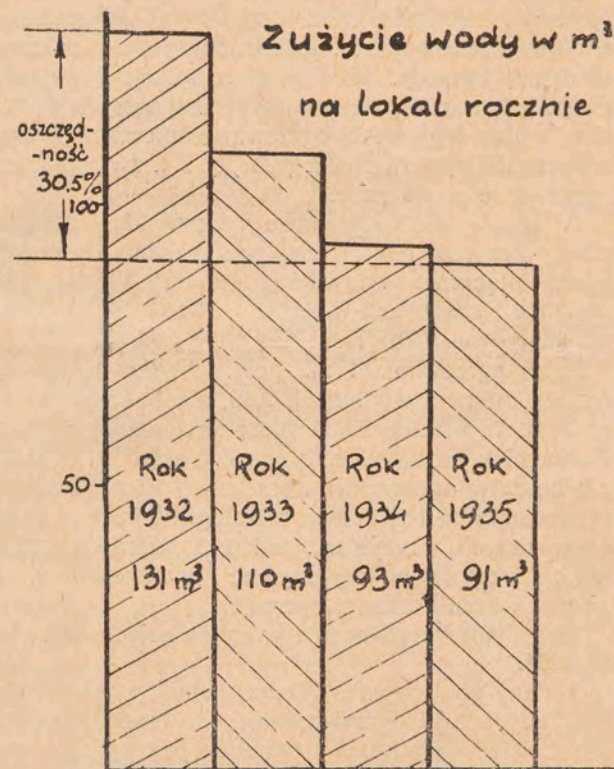 Zużycie wody w m³
na lokal rocznie
oszczęd-
-ność
30.5%
100
50
Rok
1932
131 m³
Rok
1933
110 m³
Rok
1934
93 m³
Rok
1935
91 m³